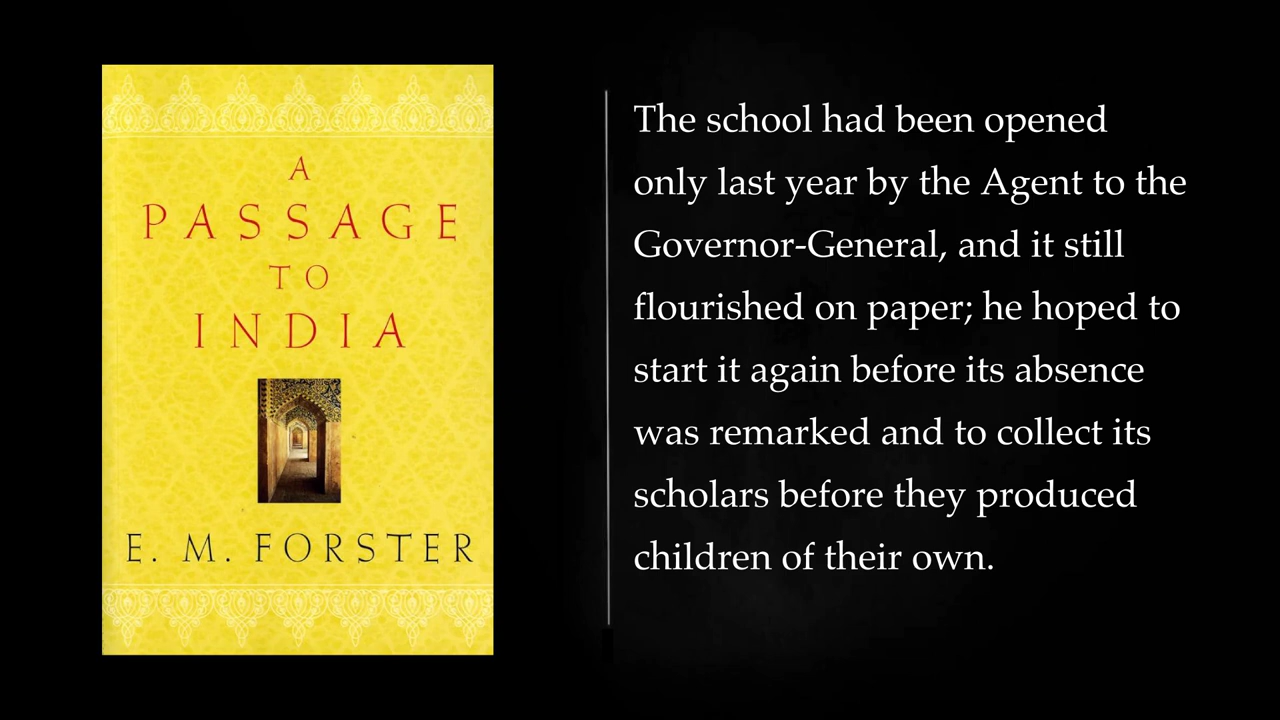 A
PASSAGE
TO
INDIA
E. M. FORSTER
The school had been opened
only last year by the Agent to the
Governor-General, and it still
flourished on paper; he hoped to
start it again before its absence
was remarked and to collect its
scholars before they produced
children of their own.